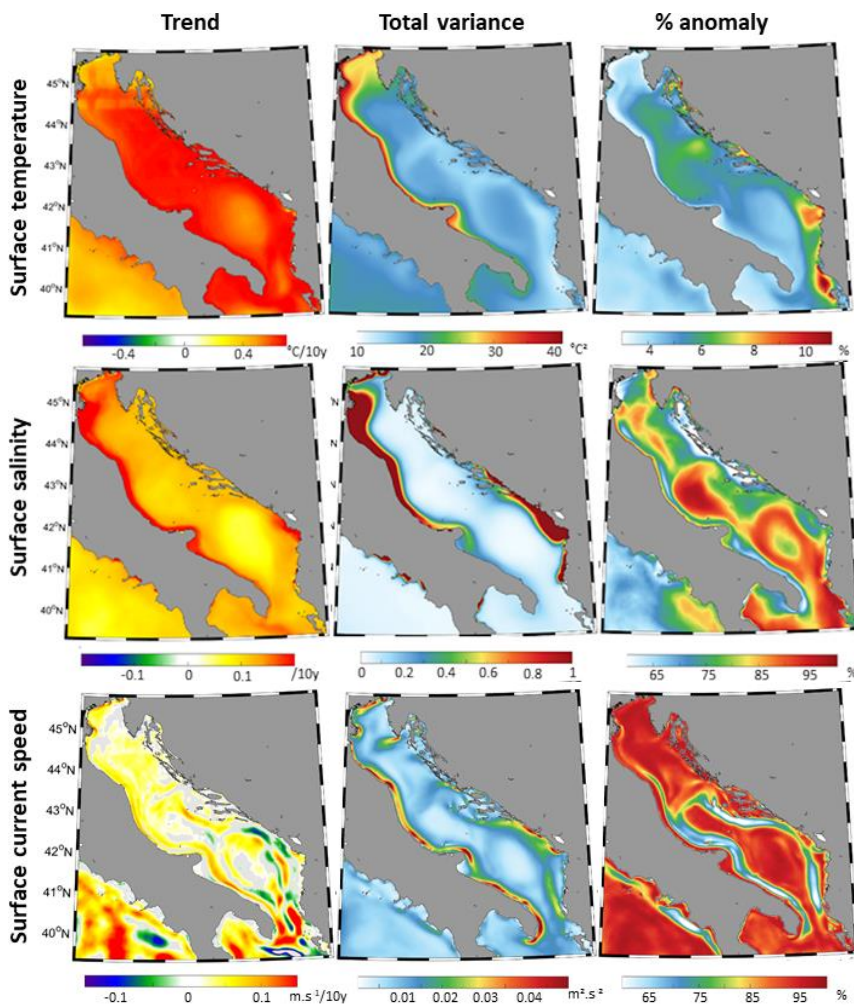 Trend Total variance % anomaly
Surface temperature
45°N
44°N
43°N
42°N
41°N
40°N
-0.4 0 0.4 °C/10y
10 20 30 40 °C²
4 6 8 10 %
Surface salinity
45°N
44°N
43°N
42°N
41°N
40°N
-0.1 0 0.1 /10y
0 0.2 0.4 0.6 0.8 1
65 75 85 95 %
Surface current speed
45°N
44°N
43°N
42°N
41°N
40°N
-0.1 0 0.1 m.s⁻¹/10y
0.01 0.02 0.03 0.04 m².s⁻²
65 75 85 95 %